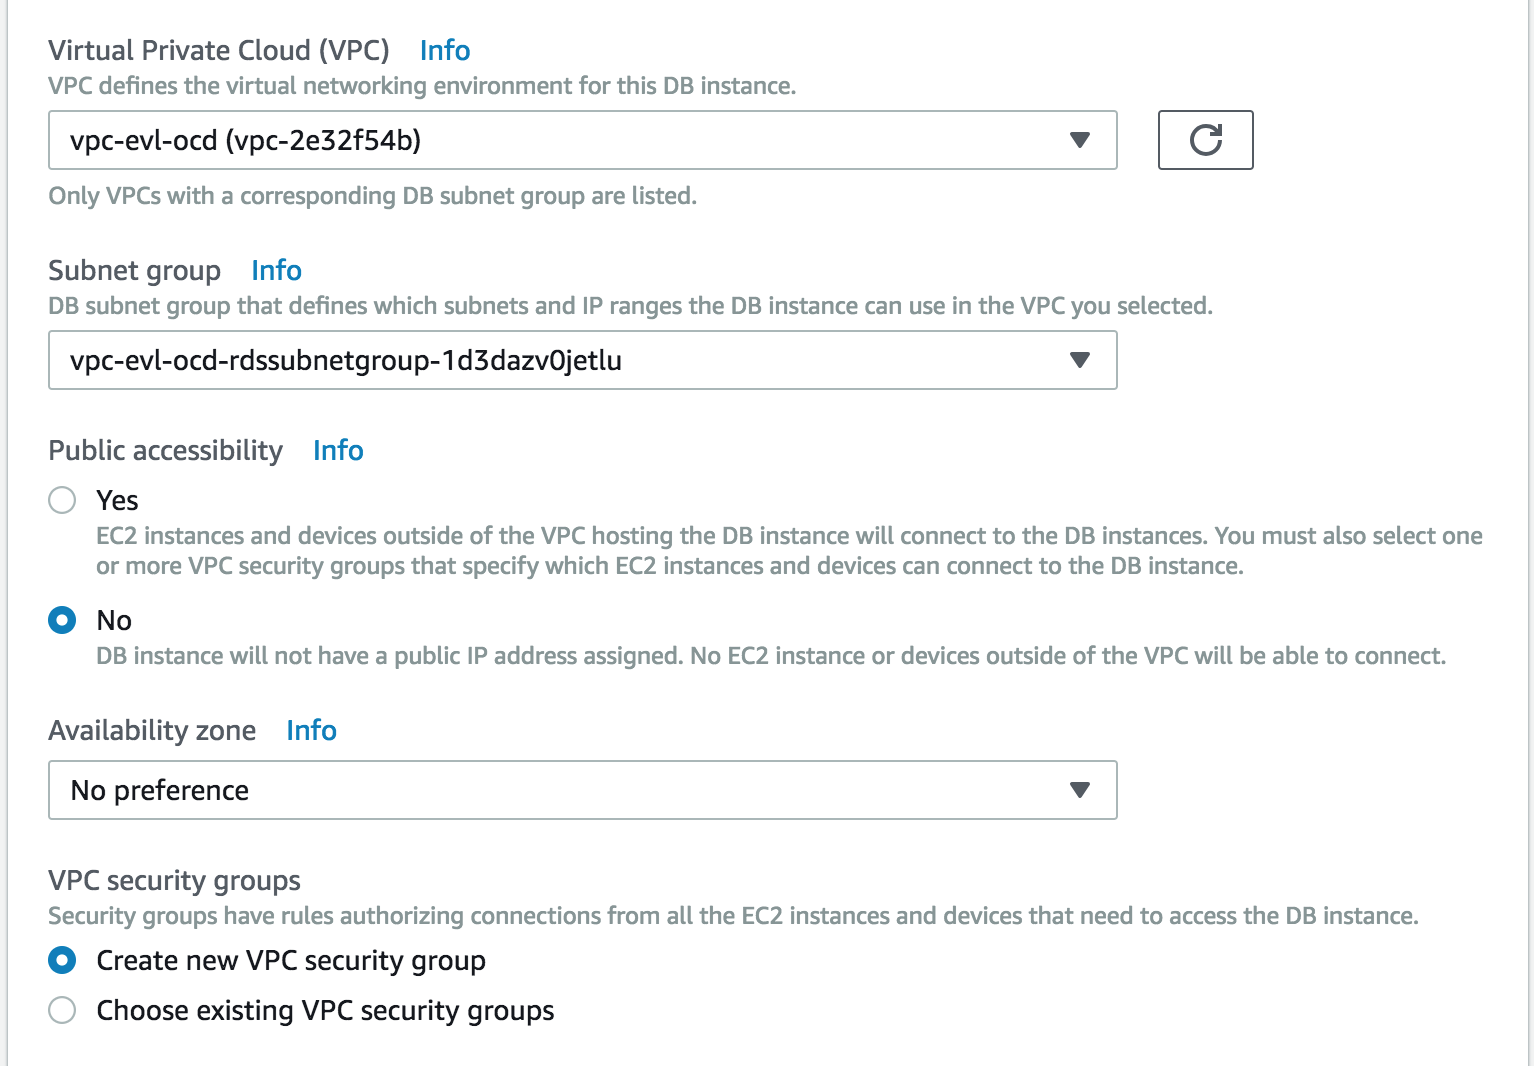 Virtual Private Cloud (VPC) Info
VPC defines the virtual networking environment for this DB instance.
vpc-evl-ocd (vpc-2e32f54b)
Only VPCs with a corresponding DB subnet group are listed.
Subnet group Info
DB subnet group that defines which subnets and IP ranges the DB instance can use in the VPC you selected.
vpc-evl-ocd-rdssubnetgroup-1d3dazv0jetlu
Public accessibility Info
Yes
EC2 instances and devices outside of the VPC hosting the DB instance will connect to the DB instances. You must also select one
or more VPC security groups that specify which EC2 instances and devices can connect to the DB instance.
No
DB instance will not have a public IP address assigned. No EC2 instance or devices outside of the VPC will be able to connect.
Availability zone Info
No preference
VPC security groups
Security groups have rules authorizing connections from all the EC2 instances and devices that need to access the DB instance.
Create new VPC security group
Choose existing VPC security groups